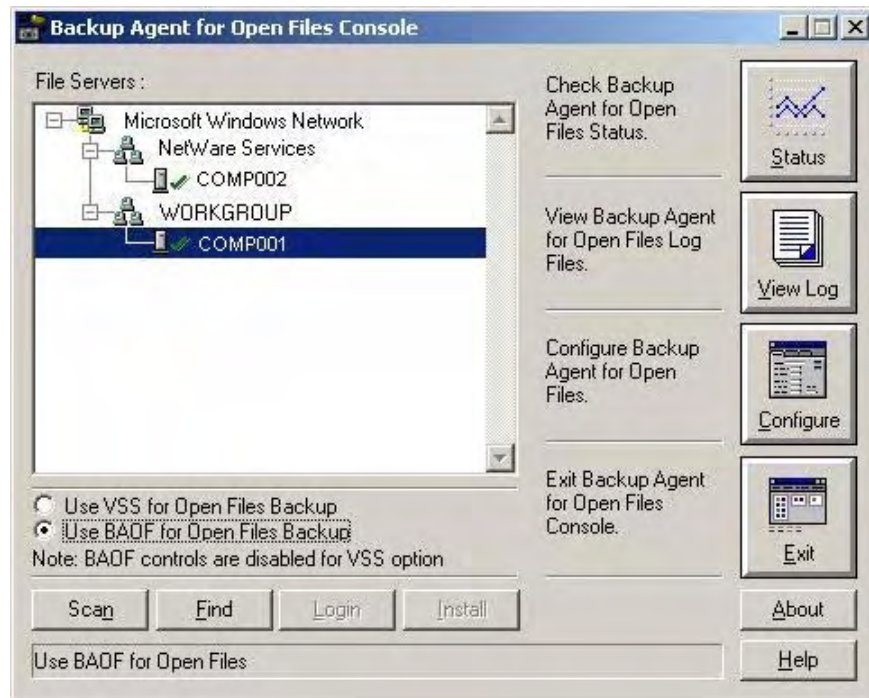 Backup Agent for Open Files Console
File Servers :
Microsoft Windows Network
NetWare Services
COMP002
WORKGROUP
COMP001
Use VSS for Open Files Backup
Use BAOF for Open Files Backup
Note: BAOF controls are disabled for VSS option
Scan
Find
Login
Install
Use BAOF for Open Files
Check Backup
Agent for Open
Files Status.
Status
View Backup Agent
for Open Files Log
Files.
View Log
Configure Backup
Agent for Open
Files.
Configure
Exit Backup Agent
for Open Files
Console.
Exit
About
Help